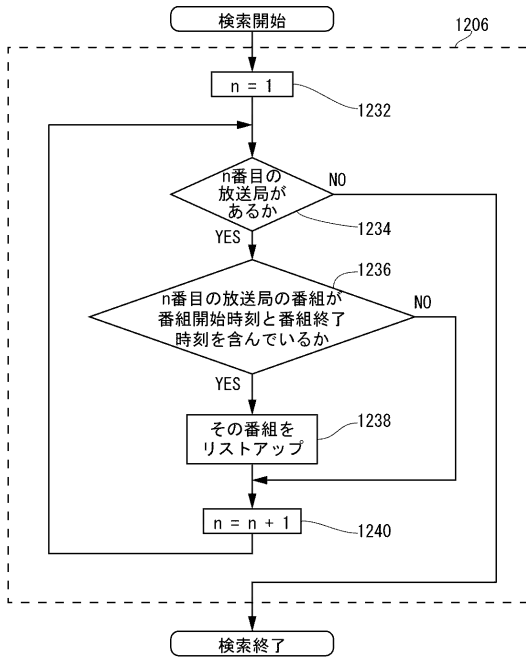 検索開始
1206
n = 1
1232
n番目の
放送局が
あるか
NO
1234
YES
1236
n番目の放送局の番組が
番組開始時刻と番組終了
時刻を含んでいるか
NO
YES
その番組を
リストアップ
1238
n = n + 1
1240
検索終了